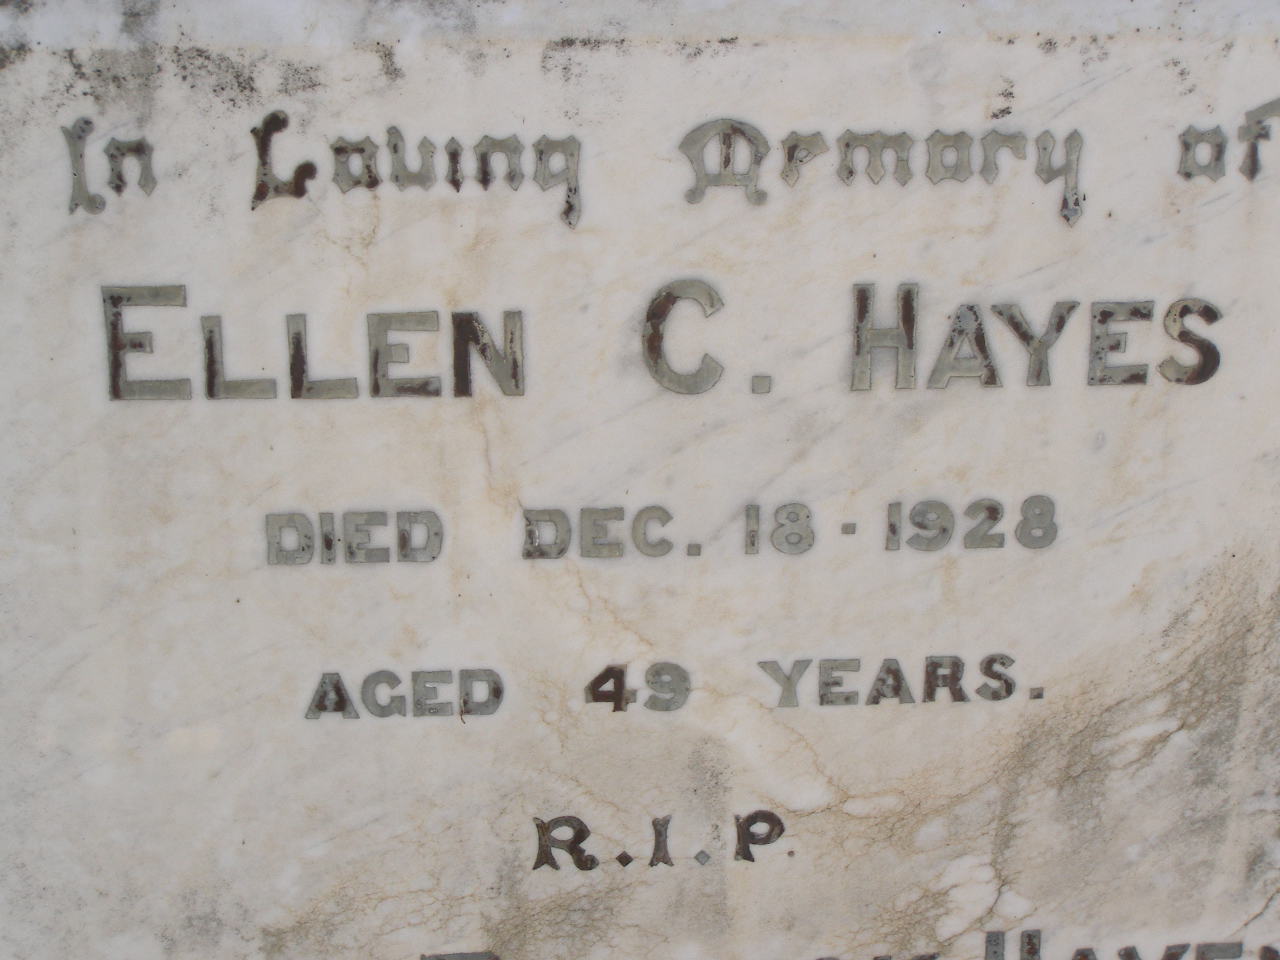 In Loving Memory of
ELLEN C. HAYES
DIED DEC. 18 · 1928
AGED 49 YEARS.
R.I.P.